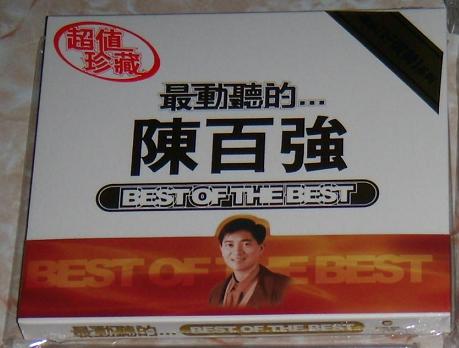 超值
珍藏
最動聽的...
陳百強
BEST OF THE BEST
BEST OF THE BEST
最動聽的... BEST OF THE BEST